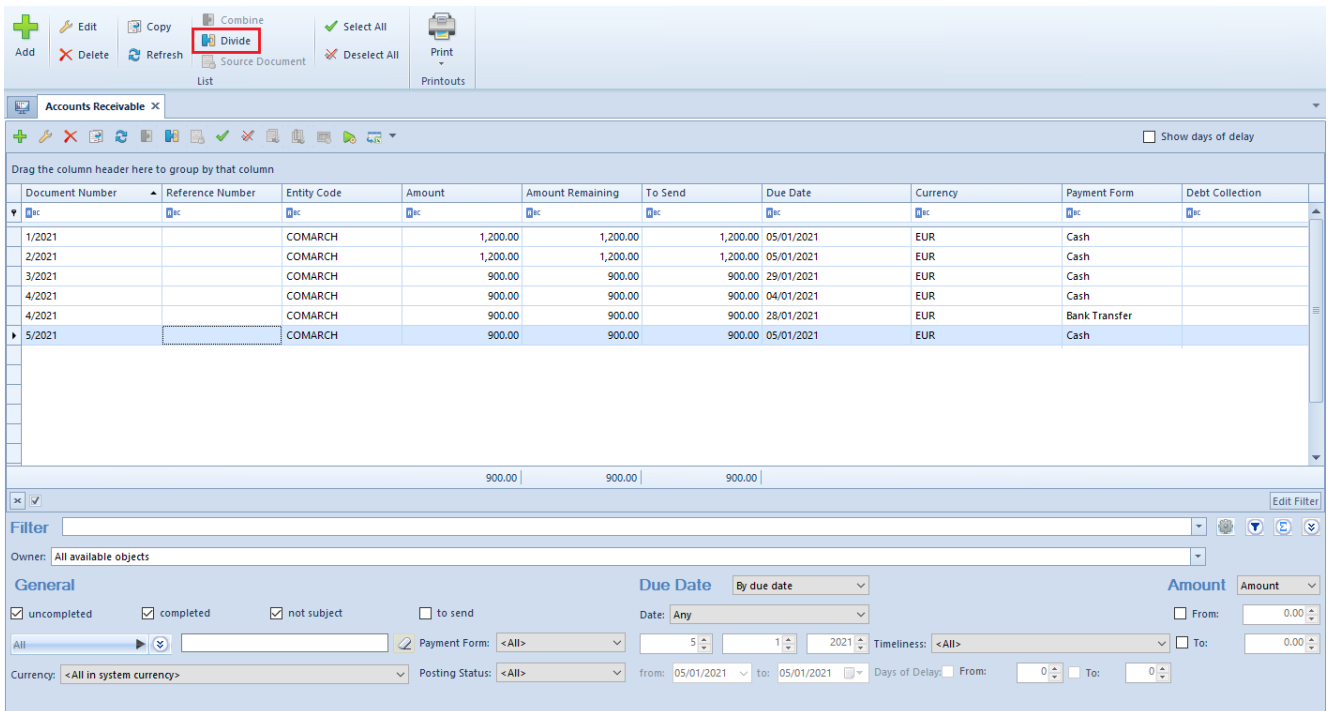 Add Edit Copy Combine Select All Print
Delete Refresh Divide Deselect All
Source Document
List Printouts
Accounts Receivable
Show days of delay
Drag the column header here to group by that column
Document Number Reference Number Entity Code Amount Amount Remaining To Send Due Date Currency Payment Form Debt Collection
ABC ABC ABC ABC ABC ABC ABC ABC ABC ABC
1/2021 COMARCH 1,200.00 1,200.00 1,200.00 05/01/2021 EUR Cash
2/2021 COMARCH 1,200.00 1,200.00 1,200.00 05/01/2021 EUR Cash
3/2021 COMARCH 900.00 900.00 900.00 29/01/2021 EUR Cash
4/2021 COMARCH 900.00 900.00 900.00 04/01/2021 EUR Cash
4/2021 COMARCH 900.00 900.00 900.00 28/01/2021 EUR Bank Transfer
5/2021 COMARCH 900.00 900.00 900.00 05/01/2021 EUR Cash
900.00 900.00 900.00
Edit Filter
Filter
Owner: All available objects
General Due Date By due date Amount Amount
uncompleted completed not subject to send Date: Any From: 0.00
All Payment Form: <All> 5 1 2021 Timeliness: <All> To: 0.00
Currency: <All in system currency> Posting Status: <All> from: 05/01/2021 to: 05/01/2021 Days of Delay: From: 0 To: 0